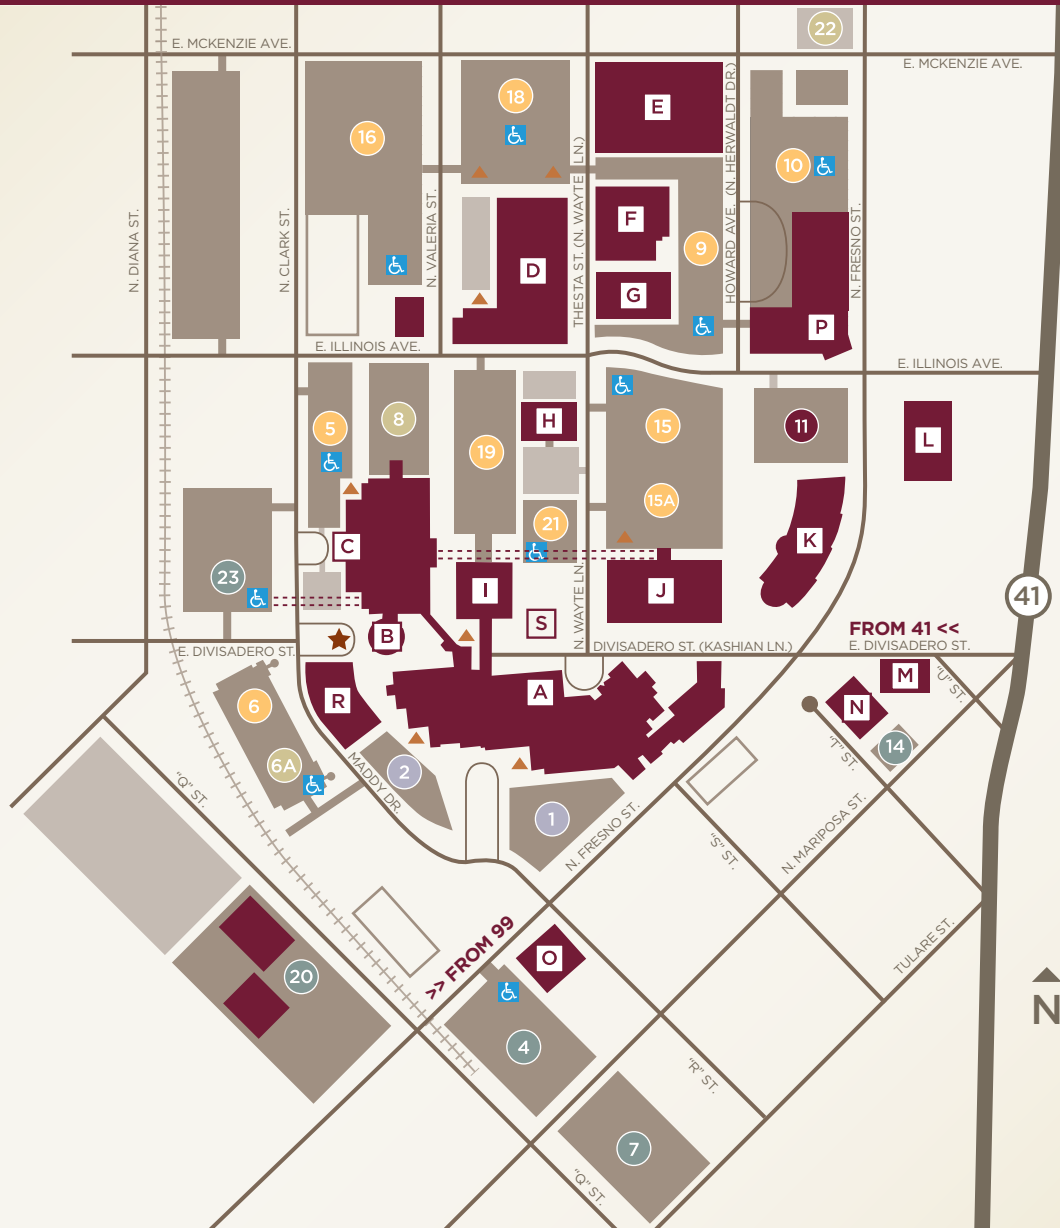 22
E. MCKENZIE AVE.
E. MCKENZIE AVE.
18
E
16
10
N. DIANA ST.
N. CLARK ST.
N. VALERIA ST.
THESTA ST. (N. WAYTE LN.)
HOWARD AVE. (N. HERWALDT DR.)
N. FRESNO ST.
F
9
D
G
P
E. ILLINOIS AVE.
E. ILLINOIS AVE.
5
8
H
15
11
L
19
15A
21
C
K
23
I
J
41
S
N. WAYTE LN.
B
FROM 41 <<
E. DIVISADERO ST.
DIVISADERO ST. (KASHIAN LN.)
E. DIVISADERO ST.
M
"U" ST.
A
R
N
6
14
"T" ST.
6A
2
MADDY DR.
"Q" ST.
1
N. FRESNO ST.
"S" ST.
N. MARIPOSA ST.
TULARE ST.
>> FROM 99
O
20
N
4
"R" ST.
7
"Q" ST.